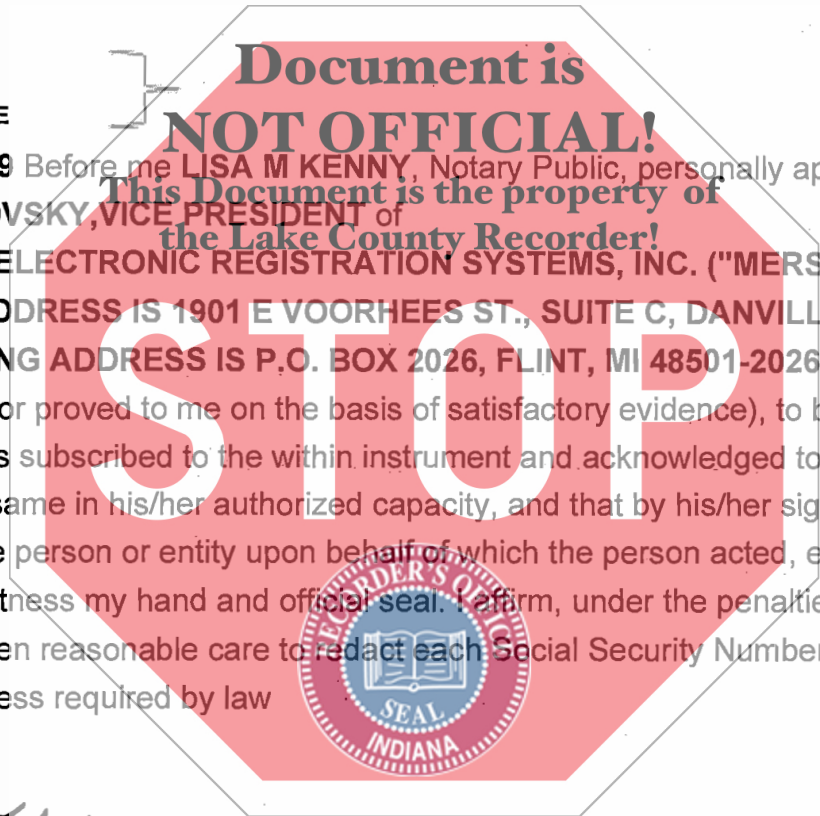 Document is
E
NOT OFFICIAL!
9 Before me LISA M KENNY, Notary Public, personally ap
This Document is the property of
VSKY,VICE PRESIDENT of
the Lake County Recorder!
ELECTRONIC REGISTRATION SYSTEMS, INC. ("MERS
DDRESS IS 1901 E VOORHEES ST., SUITE C, DANVILL
NG ADDRESS IS P.O. BOX 2026, FLINT, MI 48501-2026
or proved to me on the basis of satisfactory evidence), to b
s subscribed to the within instrument and acknowledged to
same in his/her authorized capacity, and that by his/her sig
e person or entity upon behalf of which the person acted, e
tness my hand and official seal. I affirm, under the penaltie
en reasonable care to redact each Social Security Number
ess required by law
STOP
RECORDER'S OFFICE
SEAL
INDIANA